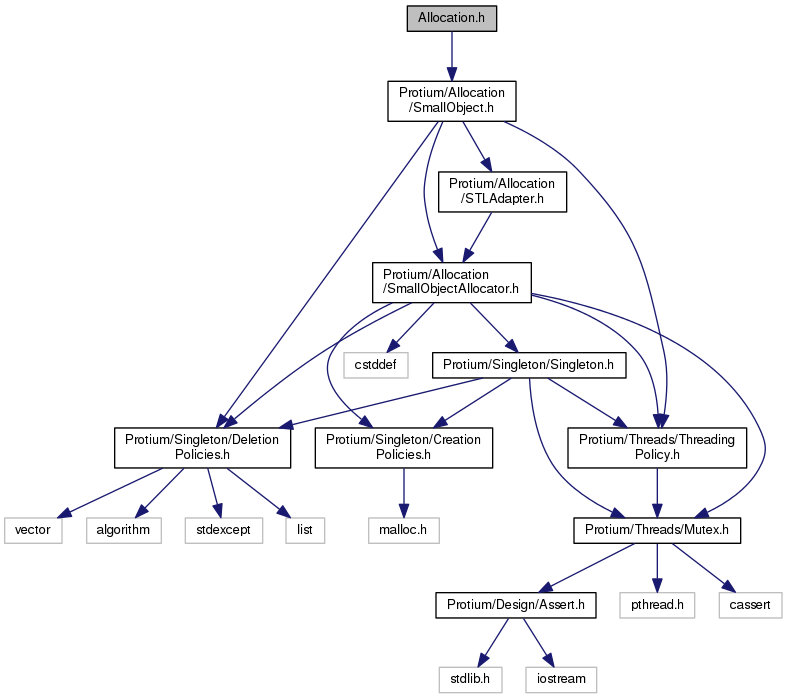 Allocation.h
Protium/Allocation
/SmallObject.h
Protium/Allocation
/STLAdapter.h
Protium/Allocation
/SmallObjectAllocator.h
cstddef
Protium/Singleton/Singleton.h
Protium/Singleton/Deletion
Policies.h
Protium/Singleton/Creation
Policies.h
Protium/Threads/Threading
Policy.h
vector
algorithm
stdexcept
list
malloc.h
Protium/Threads/Mutex.h
Protium/Design/Assert.h
pthread.h
cassert
stdlib.h
iostream